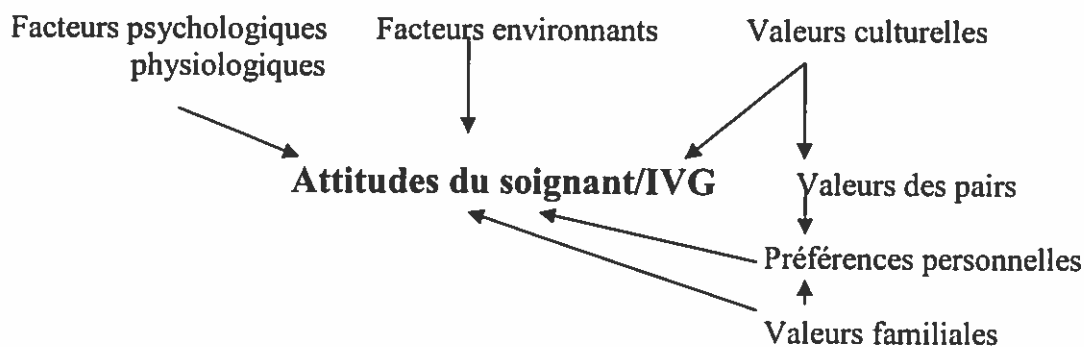 Facteurs psychologiques
physiologiques
Facteurs environnants
Valeurs culturelles
Attitudes du soignant/IVG
Valeurs des pairs
Préférences personnelles
Valeurs familiales